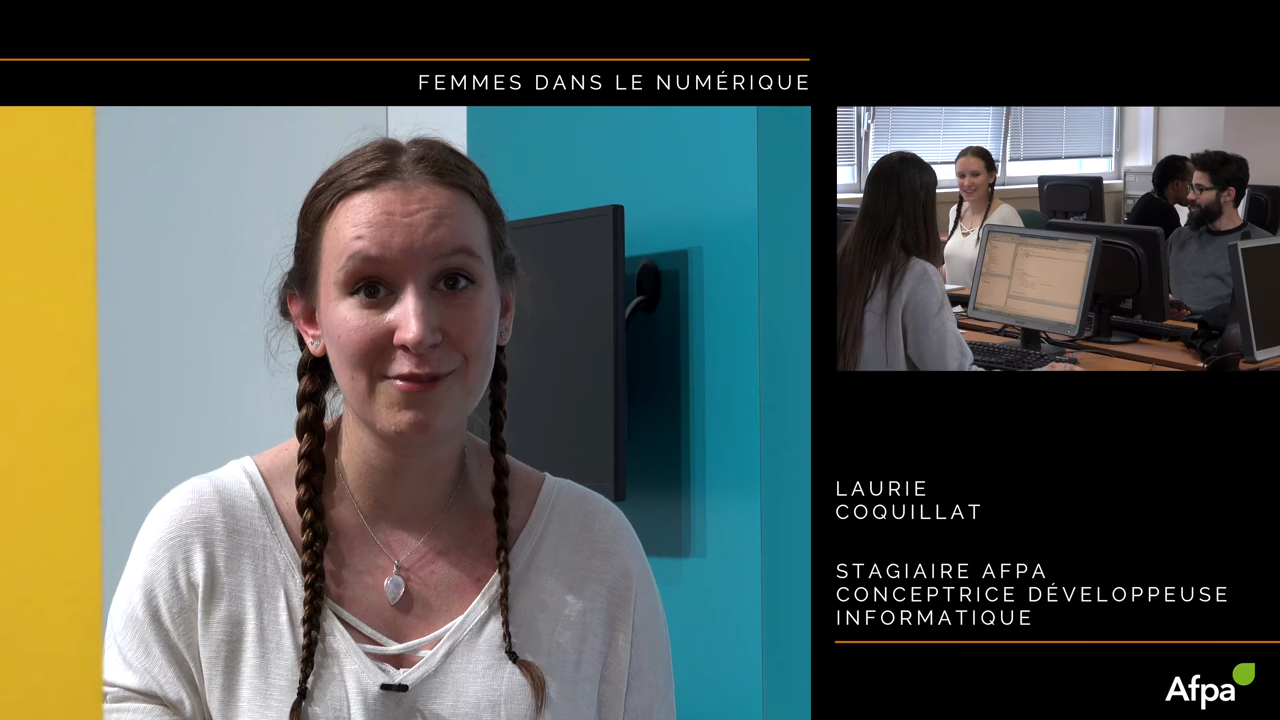 FEMMES DANS LE NUMÉRIQUE
LAURIE
COQUILLAT
STAGIAIRE AFPA
CONCEPTRICE DÉVELOPPEUSE
INFORMATIQUE
Afpa